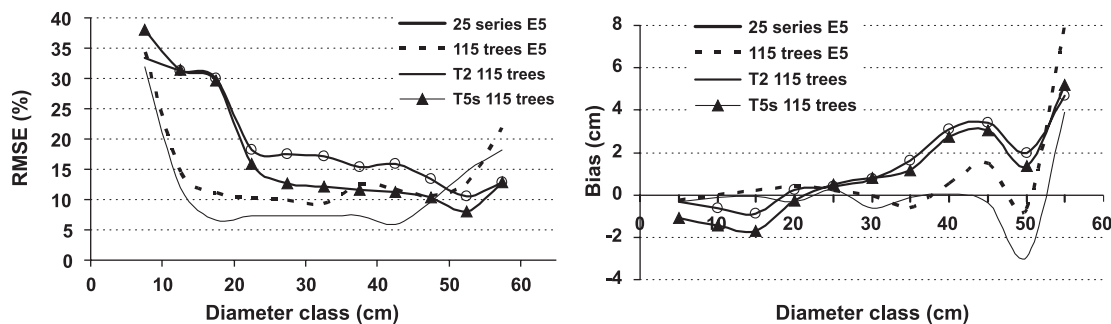 40
35
30
25
20
15
10
5
0
RMSE (%)
0 10 20 30 40 50 60
Diameter class (cm)
25 series E5
115 trees E5
T2 115 trees
T5s 115 trees
8
6
4
2
0
-2
-4
Bias (cm)
0 10 20 30 40 50 60
Diameter class (cm)
25 series E5
115 trees E5
T2 115 trees
T5s 115 trees